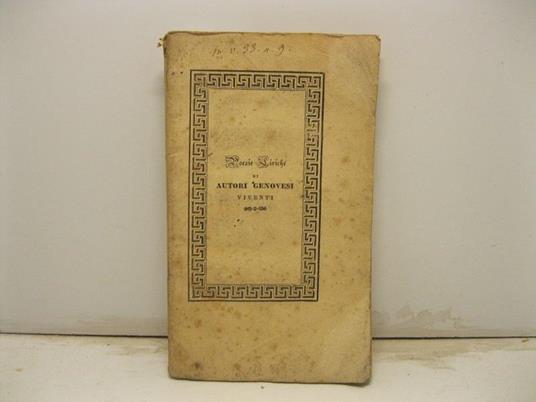 Poesie Liriche
DI
AUTORI GENOVESI
VIVENTI